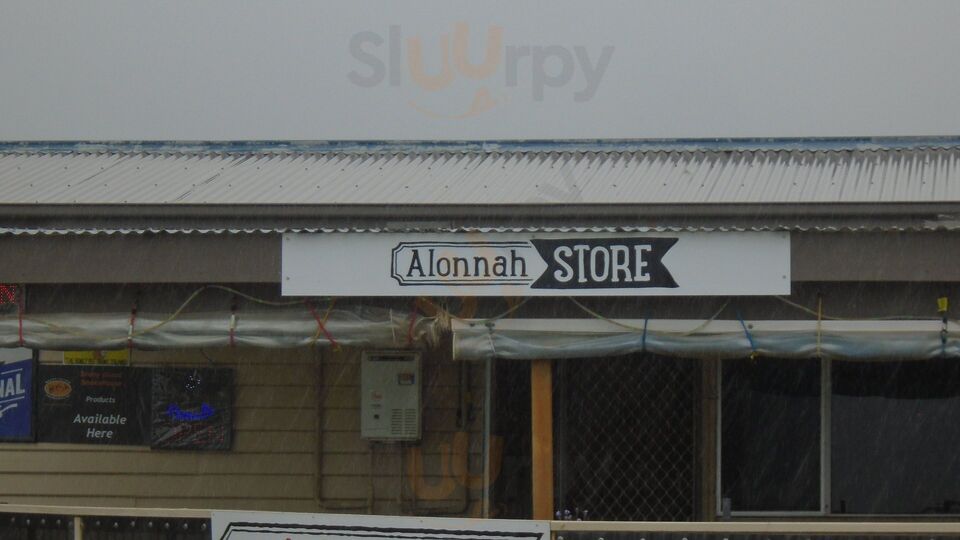 Sluurpy
Alonnah STORE
N
NAL
Products
Available
Here